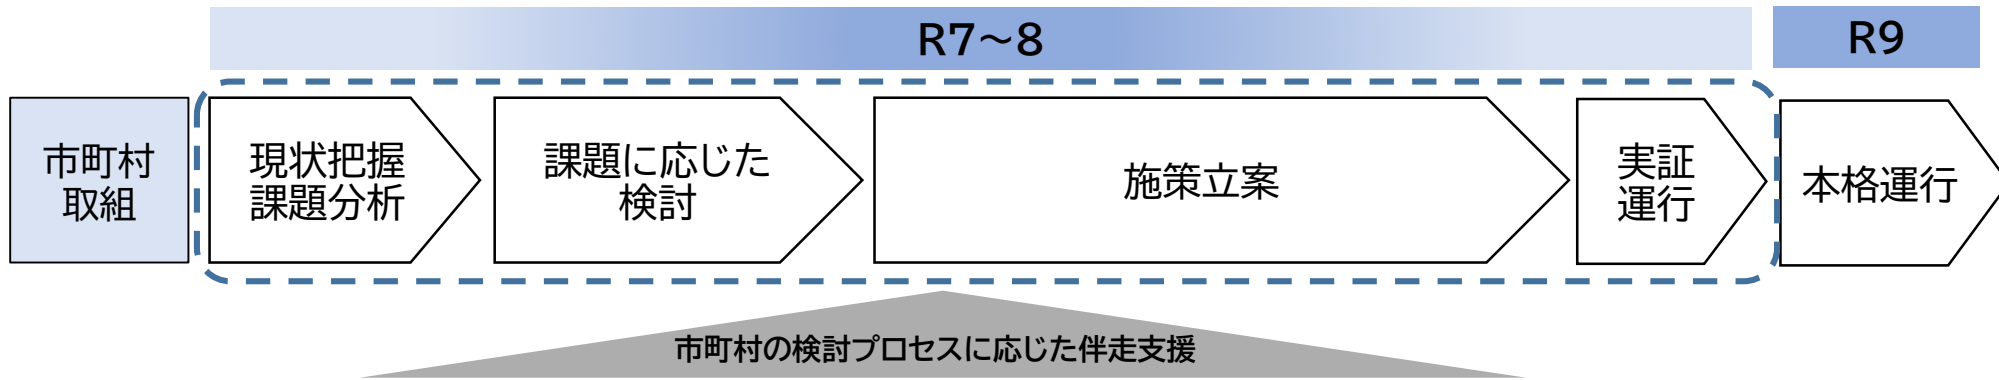 R7～8
R9
市町村
取組
現状把握
課題分析
課題に応じた
検討
施策立案
実証
運行
本格運行
市町村の検討プロセスに応じた伴走支援